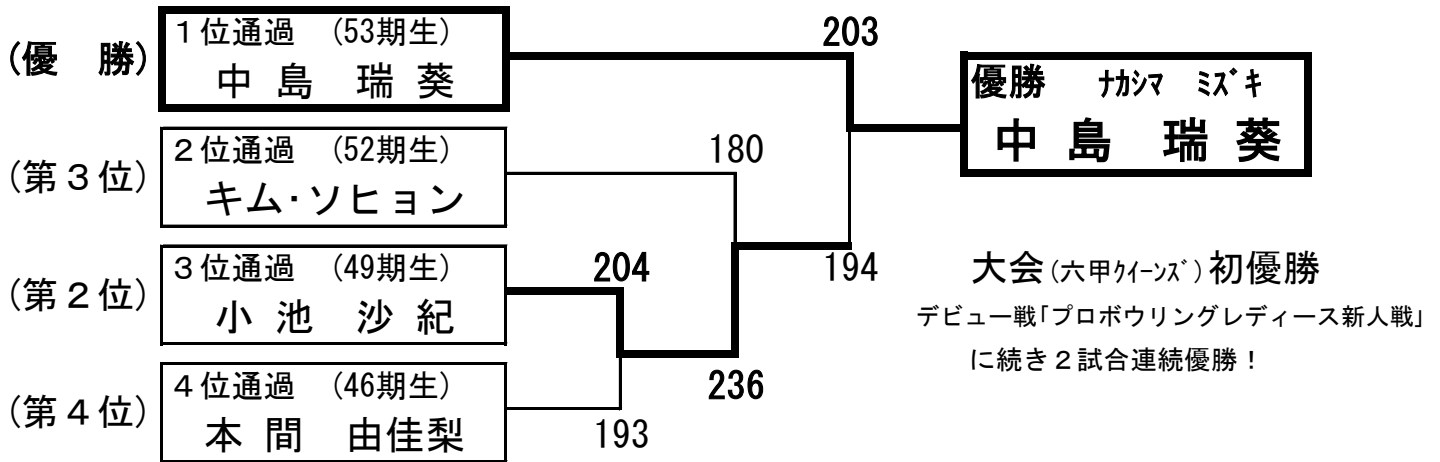 (優　勝)
1位通過　(53期生)
中 島　瑞 葵
203
優勝　ﾅｶｼﾏ　ﾐｽﾞｷ
中 島　瑞 葵
(第３位)
２位通過　(52期生)
キム・ソヒョン
180
(第２位)
３位通過　(49期生)
小 池　沙 紀
204
194
大会(六甲ｸｲｰﾝｽﾞ)初優勝
デビュー戦｢プロボウリングレディース新人戦｣
に続き２試合連続優勝！
(第４位)
４位通過　(46期生)
本 間　由佳梨
193
236